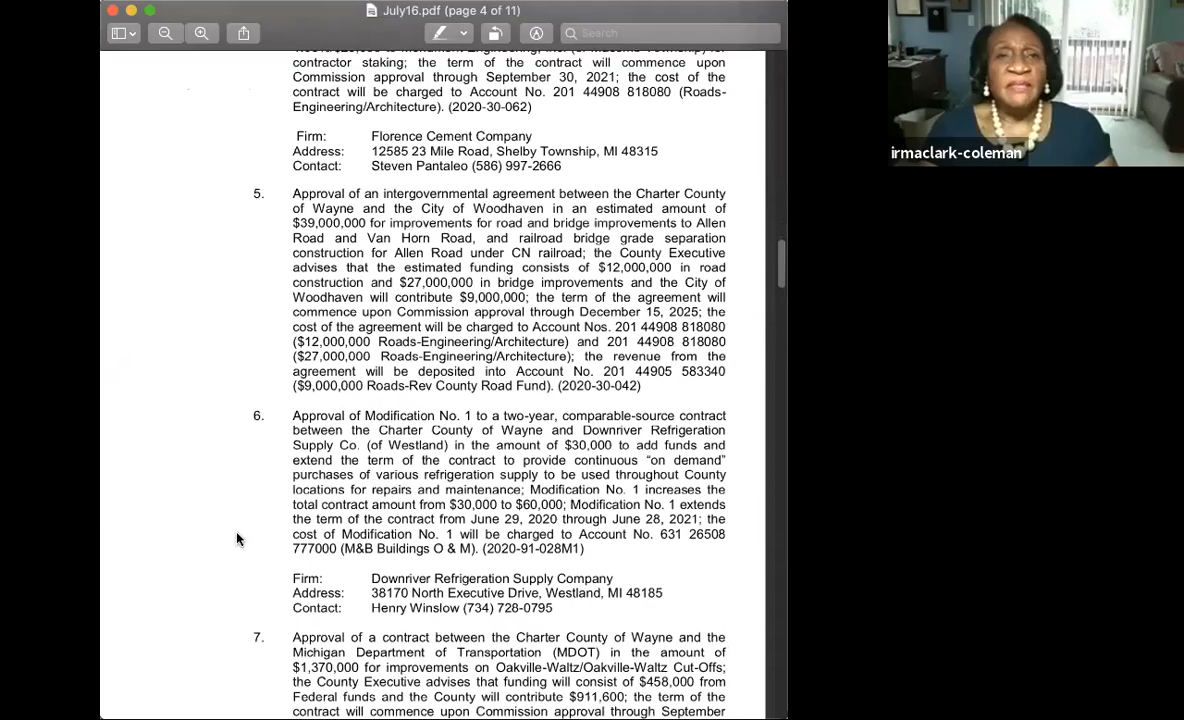 July16.pdf (page 4 of 11)
Search
contractor staking; the term of the contract will commence upon
Commission approval through September 30, 2021; the cost of the
contract will be charged to Account No. 201 44908 818080 (Roads-
Engineering/Architecture). (2020-30-062)
Firm: Florence Cement Company
Address: 12585 23 Mile Road, Shelby Township, MI 48315
Contact: Steven Pantaleo (586) 997-2666
5. Approval of an intergovernmental agreement between the Charter County
of Wayne and the City of Woodhaven in an estimated amount of
$39,000,000 for improvements for road and bridge improvements to Allen
Road and Van Horn Road, and railroad bridge grade separation
construction for Allen Road under CN railroad; the County Executive
advises that the estimated funding consists of $12,000,000 in road
construction and $27,000,000 in bridge improvements and the City of
Woodhaven will contribute $9,000,000; the term of the agreement will
commence upon Commission approval through December 15, 2025; the
cost of the agreement will be charged to Account Nos. 201 44908 818080
($12,000,000 Roads-Engineering/Architecture) and 201 44908 818080
($27,000,000 Roads-Engineering/Architecture); the revenue from the
agreement will be deposited into Account No. 201 44905 583340
($9,000,000 Roads-Rev County Road Fund). (2020-30-042)
6. Approval of Modification No. 1 to a two-year, comparable-source contract
between the Charter County of Wayne and Downriver Refrigeration
Supply Co. (of Westland) in the amount of $30,000 to add funds and
extend the term of the contract to provide continuous “on demand”
purchases of various refrigeration supply to be used throughout County
locations for repairs and maintenance; Modification No. 1 increases the
total contract amount from $30,000 to $60,000; Modification No. 1 extends
the term of the contract from June 29, 2020 through June 28, 2021; the
cost of Modification No. 1 will be charged to Account No. 631 26508
777000 (M&B Buildings O & M). (2020-91-028M1)
Firm: Downriver Refrigeration Supply Company
Address: 38170 North Executive Drive, Westland, MI 48185
Contact: Henry Winslow (734) 728-0795
7. Approval of a contract between the Charter County of Wayne and the
Michigan Department of Transportation (MDOT) in the amount of
$1,370,000 for improvements on Oakville-Waltz/Oakville-Waltz Cut-Offs;
the County Executive advises that funding will consist of $458,000 from
Federal funds and the County will contribute $911,600; the term of the
contract will commence upon Commission approval through September
irmaclark-coleman